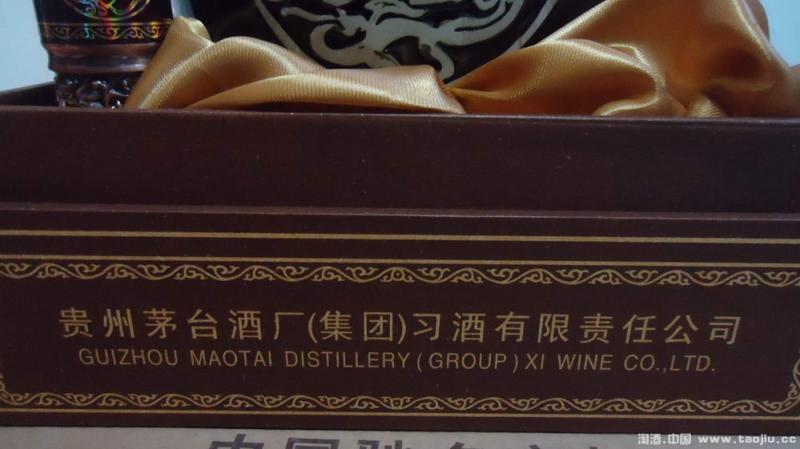 贵州茅台酒厂(集团)习酒有限责任公司
GUIZHOU MAOTAI DISTILLERY (GROUP) XI WINE CO.,LTD.
淘酒.中国 www.taojiu.cc